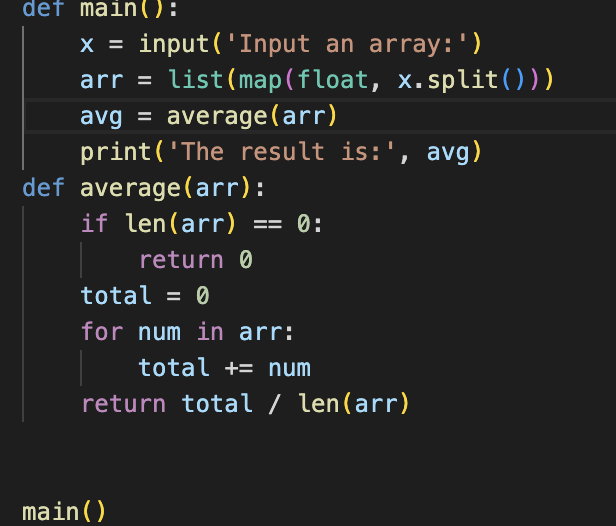 def main():
    x = input('Input an array:')
    arr = list(map(float, x.split()))
    avg = average(arr)
    print('The result is:', avg)
def average(arr):
    if len(arr) == 0:
        return 0
    total = 0
    for num in arr:
        total += num
    return total / len(arr)
main()